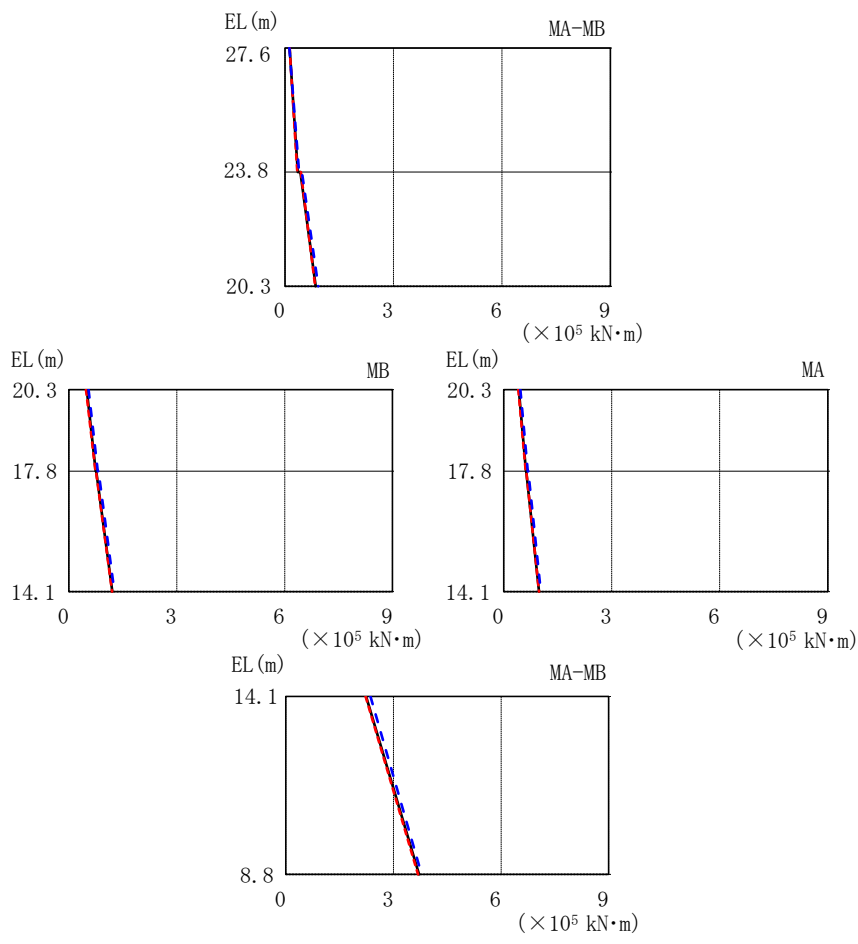 EL(m) MA-MB
27.6
23.8
20.3
0 3 6 9
(×10⁵ kN・m)
EL(m) MB
20.3
17.8
14.1
0 3 6 9
(×10⁵ kN・m)
EL(m) MA
20.3
17.8
14.1
0 3 6 9
(×10⁵ kN・m)
EL(m) MA-MB
14.1
8.8
0 3 6 9
(×10⁵ kN・m)